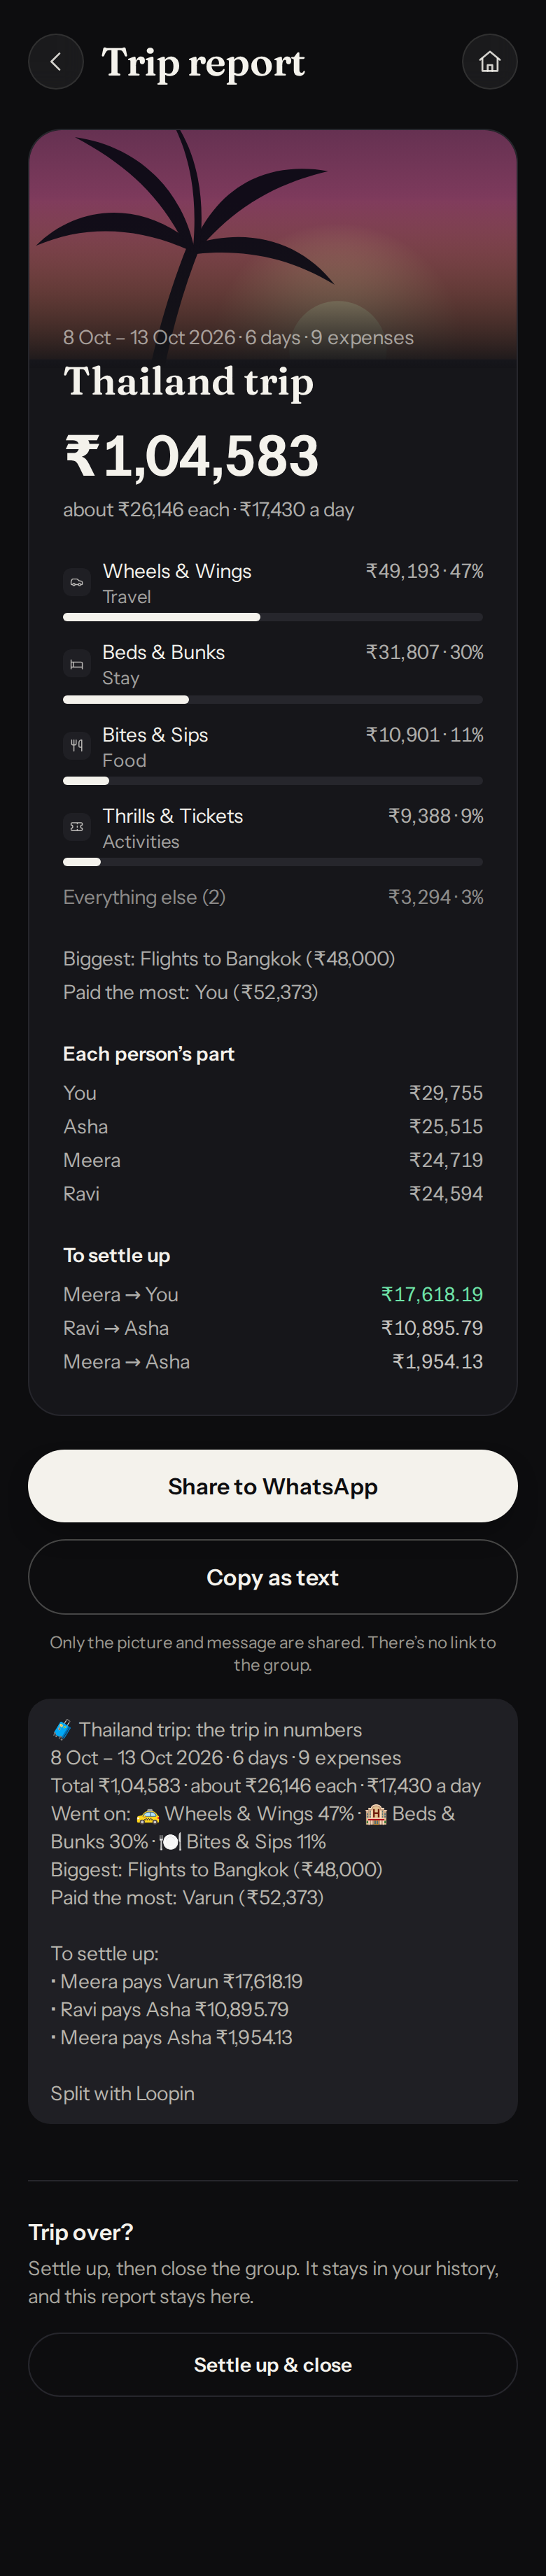 Trip report
8 Oct – 13 Oct 2026 · 6 days · 9 expenses
Thailand trip
₹1,04,583
about ₹26,146 each · ₹17,430 a day
Wheels & Wings ₹49,193 · 47%
Travel
Beds & Bunks ₹31,807 · 30%
Stay
Bites & Sips ₹10,901 · 11%
Food
Thrills & Tickets ₹9,388 · 9%
Activities
Everything else (2) ₹3,294 · 3%
Biggest: Flights to Bangkok (₹48,000)
Paid the most: You (₹52,373)
Each person’s part
You ₹29,755
Asha ₹25,515
Meera ₹24,719
Ravi ₹24,594
To settle up
Meera → You ₹17,618.19
Ravi → Asha ₹10,895.79
Meera → Asha ₹1,954.13
Share to WhatsApp
Copy as text
Only the picture and message are shared. There’s no link to
the group.
🧳 Thailand trip: the trip in numbers
8 Oct – 13 Oct 2026 · 6 days · 9 expenses
Total ₹1,04,583 · about ₹26,146 each · ₹17,430 a day
Went on: 🚕 Wheels & Wings 47% · 🏨 Beds &
Bunks 30% · 🍽️ Bites & Sips 11%
Biggest: Flights to Bangkok (₹48,000)
Paid the most: Varun (₹52,373)
To settle up:
• Meera pays Varun ₹17,618.19
• Ravi pays Asha ₹10,895.79
• Meera pays Asha ₹1,954.13
Split with Loopin
Trip over?
Settle up, then close the group. It stays in your history,
and this report stays here.
Settle up & close